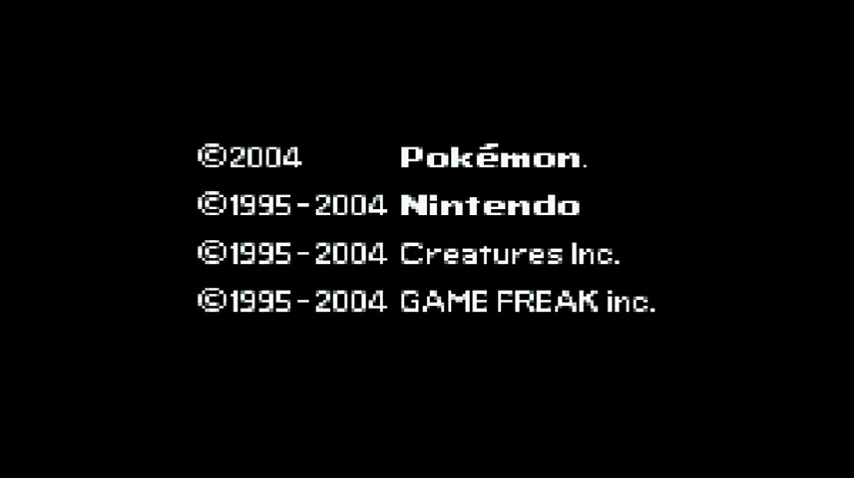 ©2004 Pokémon.
©1995-2004 Nintendo
©1995-2004 Creatures Inc.
©1995-2004 GAME FREAK inc.